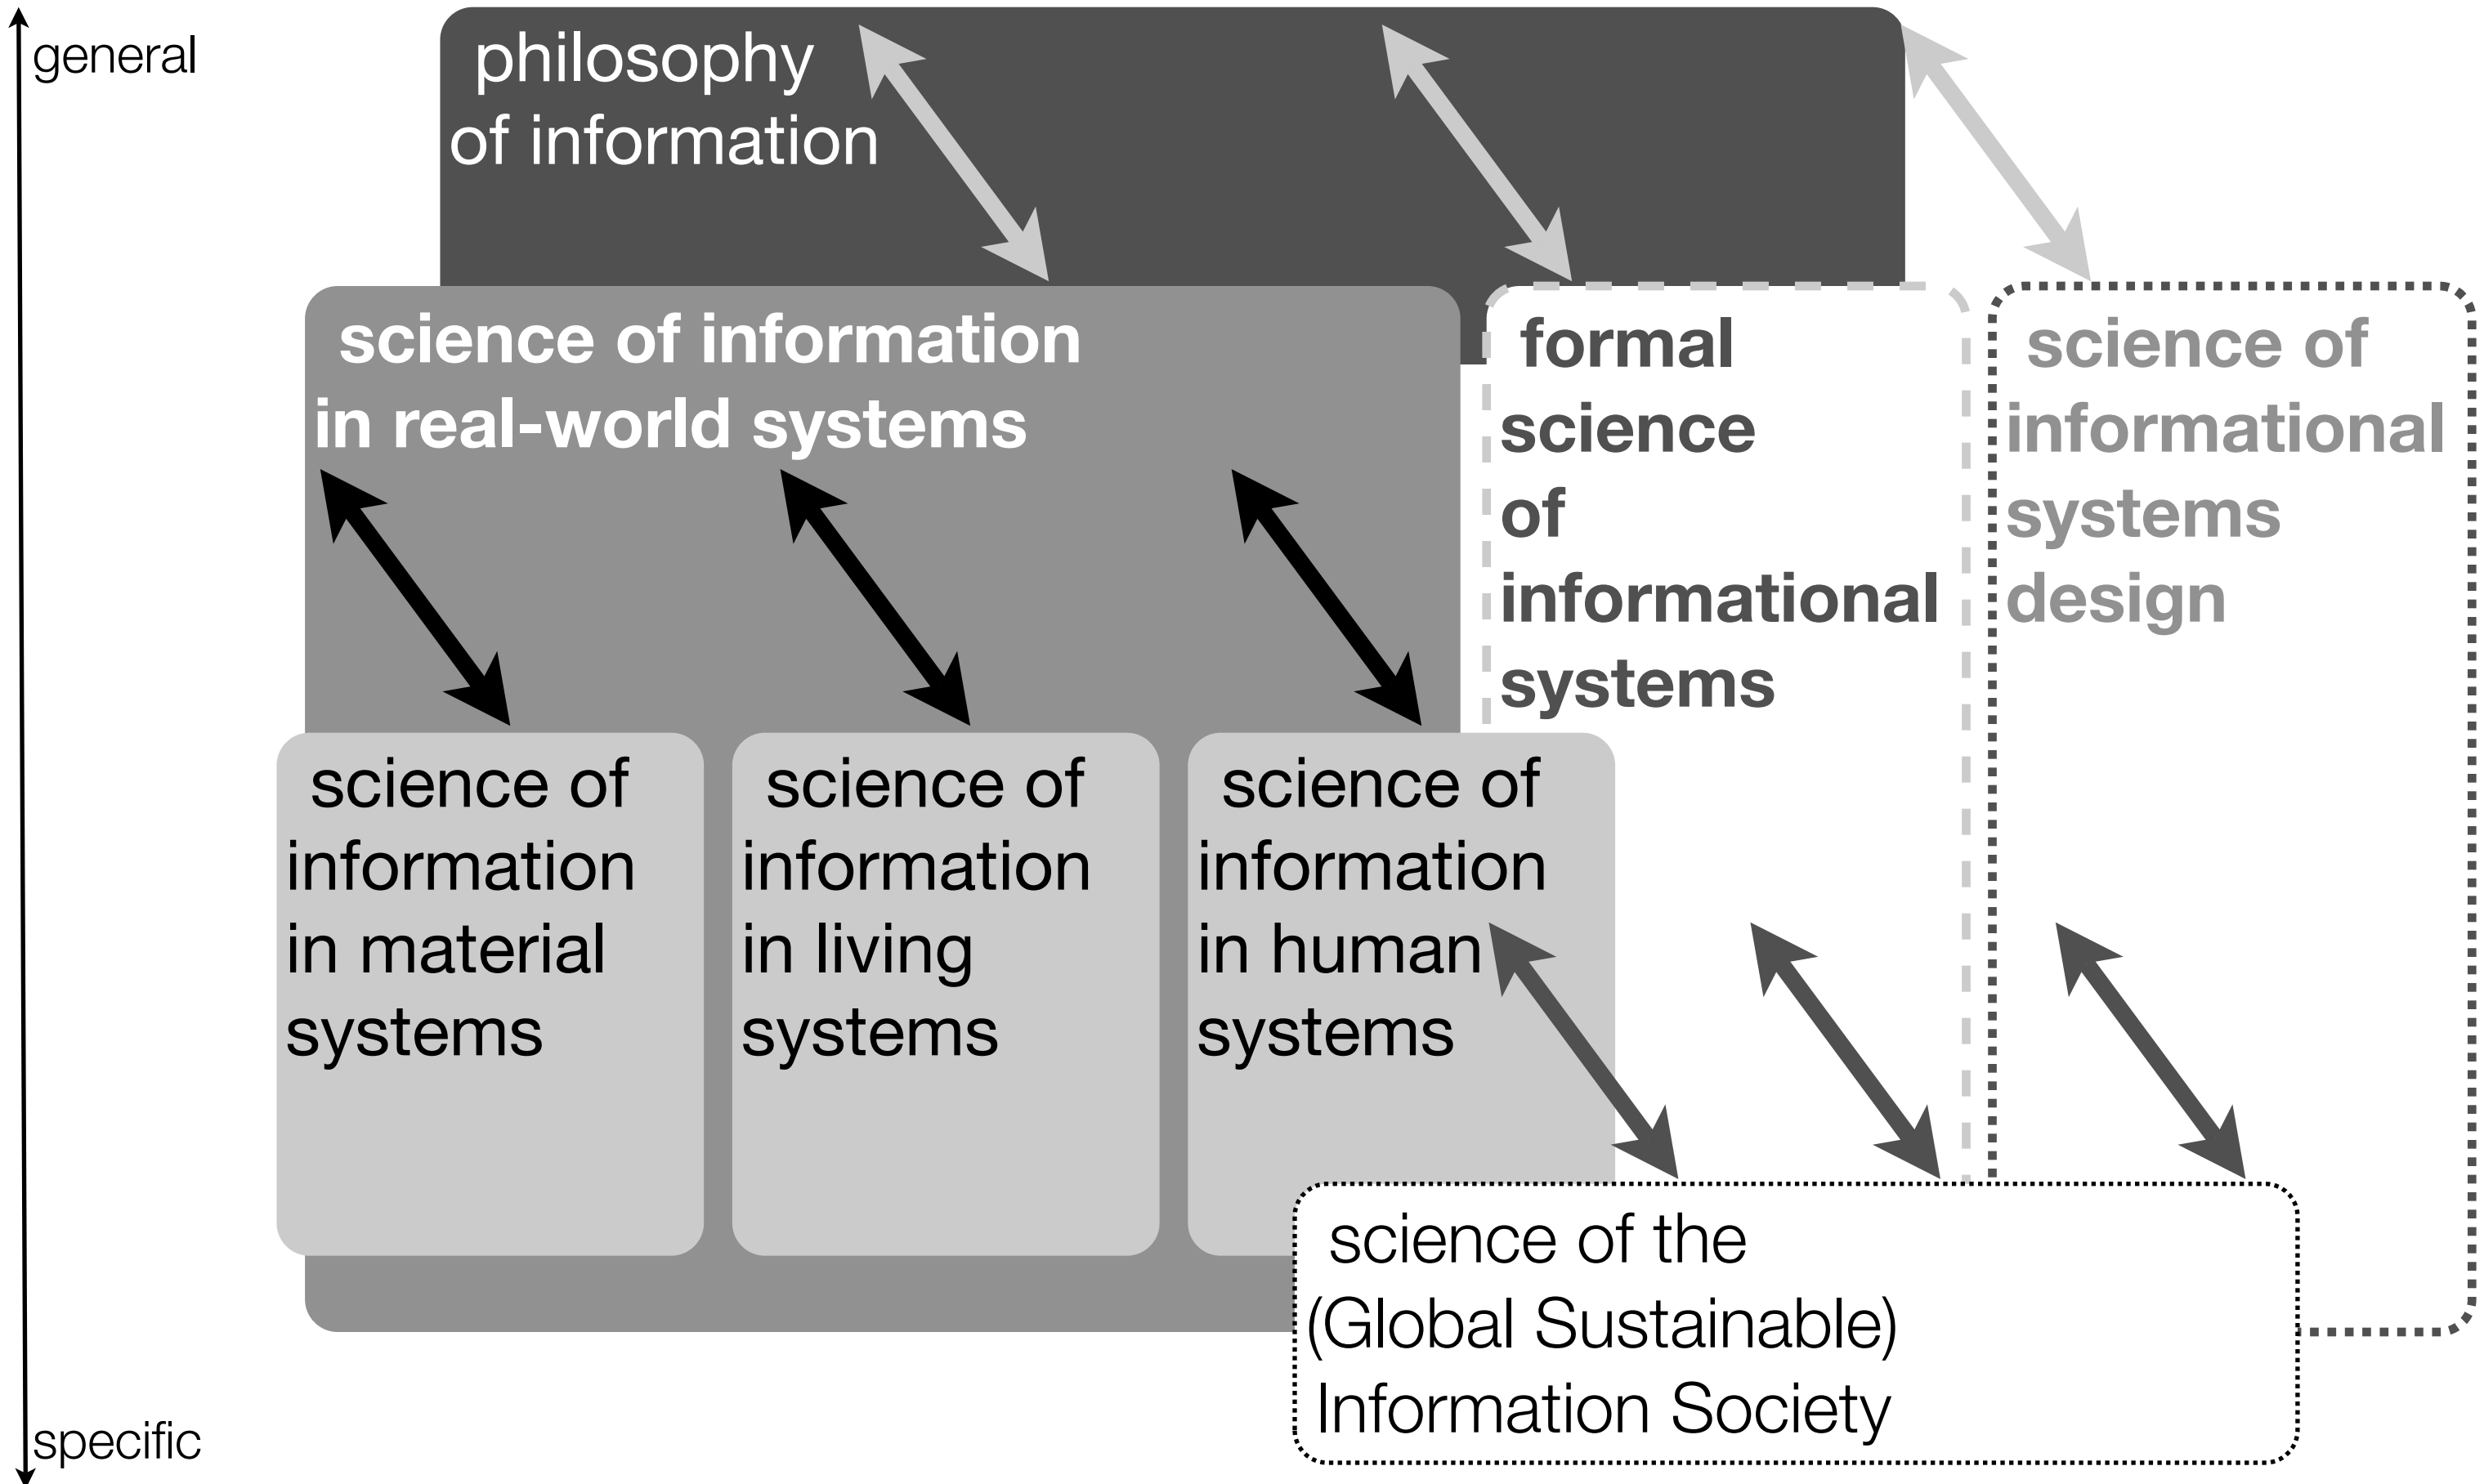 general
philosophy
of information
science of information
in real-world systems
formal
science
of
informational
systems
science of
informational
systems
design
science of
information
in material
systems
science of
information
in living
systems
science of
information
in human
systems
science of the
(Global Sustainable)
Information Society
specific